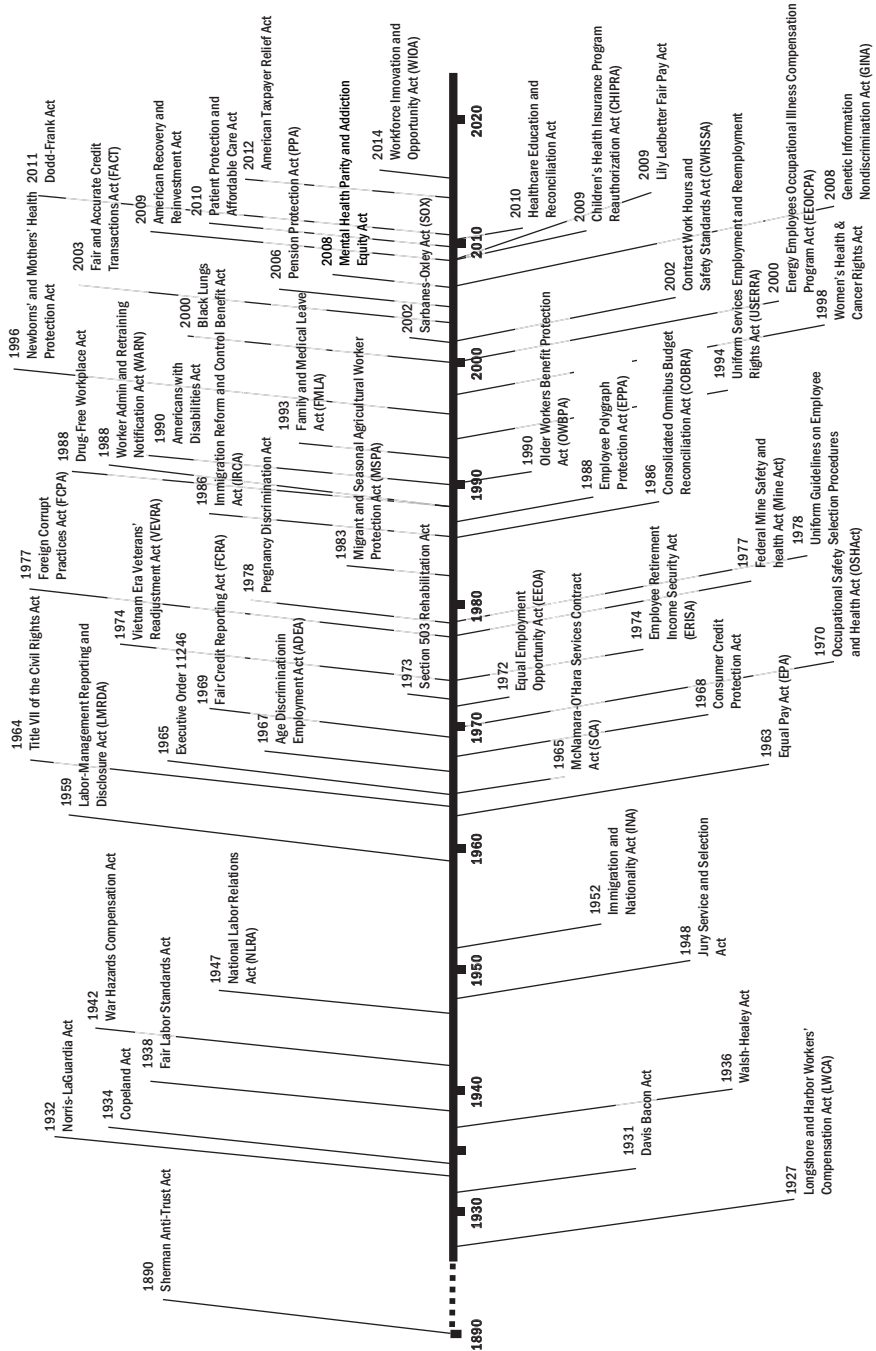 1890
Sherman Anti-Trust Act
1932
Norris-LaGuardia Act
1934
Copeland Act
1938
Fair Labor Standards Act
1942
War Hazards Compensation Act
1947
National Labor Relations
Act (NLRA)
1959
Labor-Management Reporting and
Disclosure Act (LMRDA)
1964
Title VII of the Civil Rights Act
1965
Executive Order 11246
1967
Age Discriminationin
Employment Act (ADEA)
1969
Fair Credit Reporting Act (FCRA)
1973
Section 503 Rehabilitation Act
1974
Vietnam Era Veterans'
Readjustment Act (VEVRA)
1977
Foreign Corrupt
Practices Act (FCPA)
1978
Pregnancy Discrimination Act
1983
Migrant and Seasonal Agricultural Worker
Protection Act (MSPA)
1986
Immigration Reform and Control Benefit Act
Act (IRCA)
1988
Drug-Free Workplace Act
1988
Worker Admin and Retraining
Notification Act (WARN)
1990
Americans with
Disabilities Act
1993
Family and Medical Leave
Act (FMLA)
1996
Newborns' and Mothers' Health
Protection Act
2000
Black Lungs
2002
Sarbanes-Oxley Act (SOX)
2003
Fair and Accurate Credit
Transactions Act (FACT)
2006
Pension Protection Act (PPA)
2008
Mental Health Parity and Addiction
Equity Act
2009
American Recovery and
Reinvestment Act
2010
Patient Protection and
Affordable Care Act
2011
Dodd-Frank Act
2012
American Taxpayer Relief Act
2014
Workforce Innovation and
Opportunity Act (WIOA)
1890
1930
1940
1950
1960
1970
1980
1990
2000
2010
2020
1927
Longshore and Harbor Workers'
Compensation Act (LWCA)
1931
Davis Bacon Act
1936
Walsh-Healey Act
1948
Jury Service and Selection
Act
1952
Immigration and
Nationality Act (INA)
1963
Equal Pay Act (EPA)
1965
McNamara-O'Hara Services Contract
Act (SCA)
1968
Consumer Credit
Protection Act
1970
Occupational Safety
and Health Act (OSHAct)
1972
Equal Employment
Opportunity Act (EEOA)
1974
Employee Retirement
Income Security Act
(ERISA)
1977
Federal Mine Safety and
health Act (Mine Act)
1978
Uniform Guidelines on Employee
Selection Procedures
1986
Consolidated Omnibus Budget
Reconciliation Act (COBRA)
1988
Employee Polygraph
Protection Act (EPPA)
1990
Older Workers Benefit Protection
Act (OWBPA)
1994
Uniform Services Employment and Reemployment
Rights Act (USERRA)
1998
Women's Health &
Cancer Rights Act
2000
Energy Employees Occupational Illness Compensation
Program Act (EEOICPA)
2002
Contract Work Hours and
Safety Standards Act (CWHSSA)
2008
Genetic Information
Nondiscrimination Act (GINA)
2009
Lily Ledbetter Fair Pay Act
2009
Children's Health Insurance Program
Reauthorization Act (CHIPRA)
2010
Healthcare Education and
Reconciliation Act